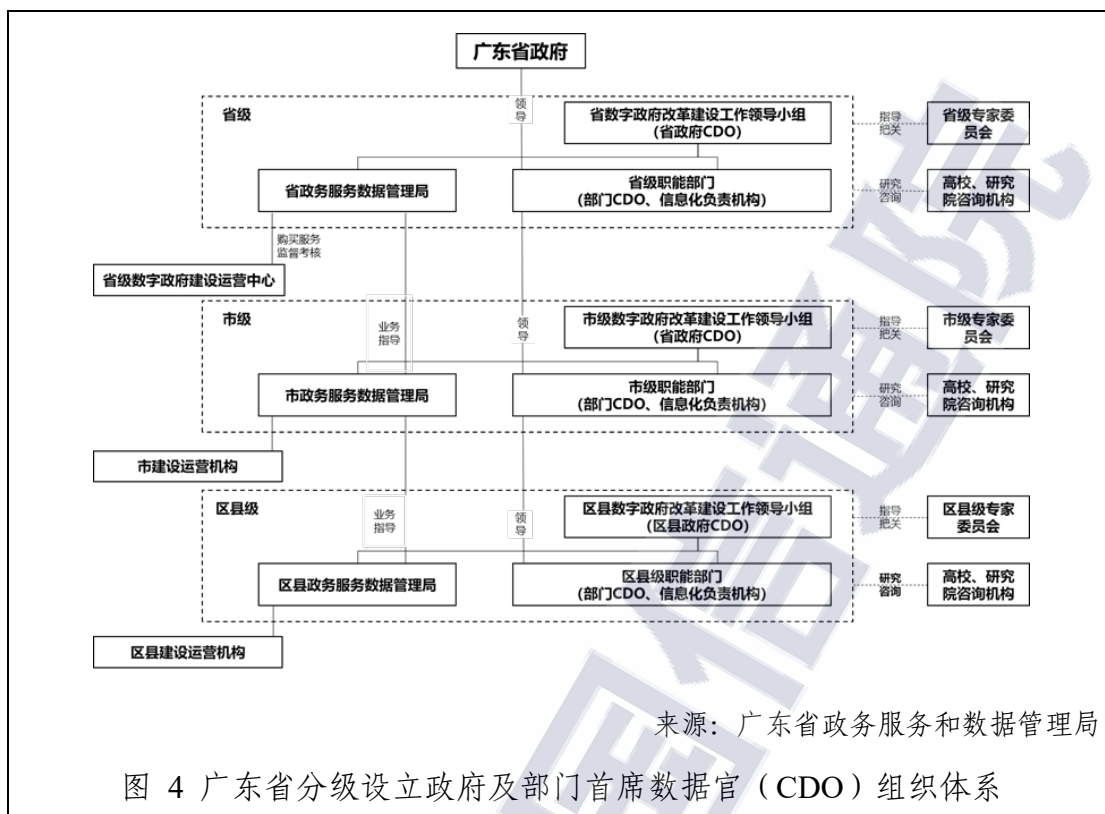 广东省政府
领
导
省级
省数字政府改革建设工作领导小组
(省政府CDO)
指导
把关
省级专家委
员会
省政务服务数据管理局
省级职能部门
(部门CDO、信息化负责机构)
研究
咨询
高校、研究
院咨询机构
购买服务
监督考核
省级数字政府建设运营中心
市级
业务
指导
领
导
市级数字政府改革建设工作领导小组
(省政府CDO)
指导
把关
市级专家委
员会
市政务服务数据管理局
市级职能部门
(部门CDO、信息化负责机构)
研究
咨询
高校、研究
院咨询机构
市建设运营机构
区县级
业务
指导
领
导
区县数字政府改革建设工作领导小组
(区县政府CDO)
指导
把关
区县级专家
委员会
区县政务服务数据管理局
区县级职能部门
(部门CDO、信息化负责机构)
研究
咨询
高校、研究
院咨询机构
区县建设运营机构
来源：广东省政务服务和数据管理局
图 4 广东省分级设立政府及部门首席数据官（CDO）组织体系
国信通院